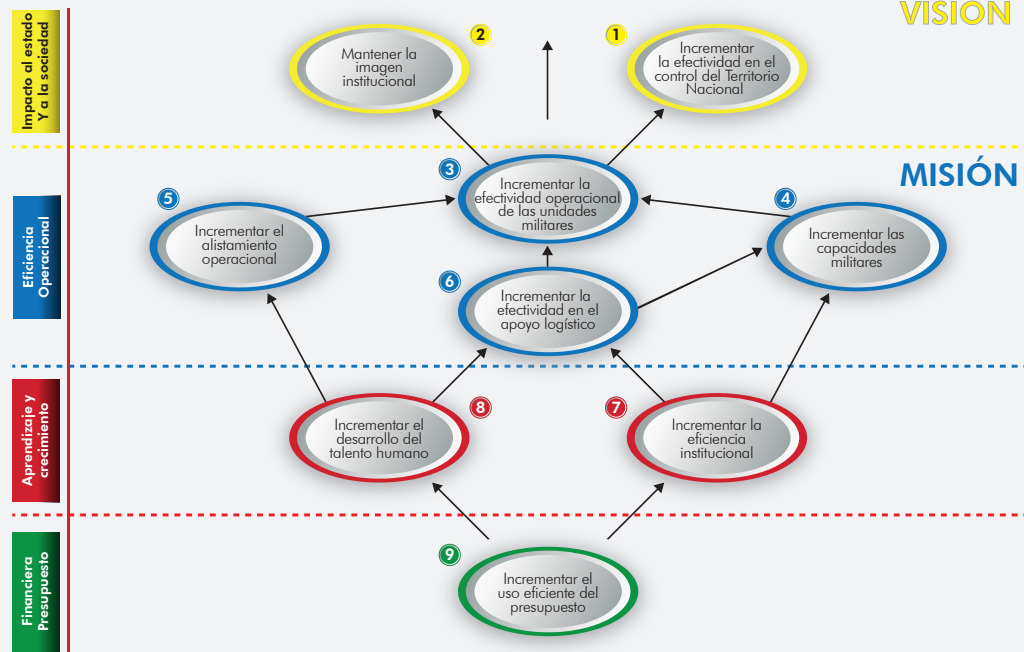 VISIÓN
Impacto al estado
Y a la sociedad
2
Mantener la
imagen
institucional
1
Incrementar
la efectividad en el
control del Territorio
Nacional
MISIÓN
Eficiencia
Operacional
3
Incrementar la
efectividad operacional
de las unidades
militares
5
Incrementar el
alistamiento
operacional
4
Incrementar las
capacidades
militares
6
Incrementar la
efectividad en el
apoyo logístico
Aprendizaje y
crecimiento
8
Incrementar el
desarrollo del
talento humano
7
Incrementar la
eficiencia
institucional
Financiera
Presupuesto
9
Incrementar el
uso eficiente del
presupuesto